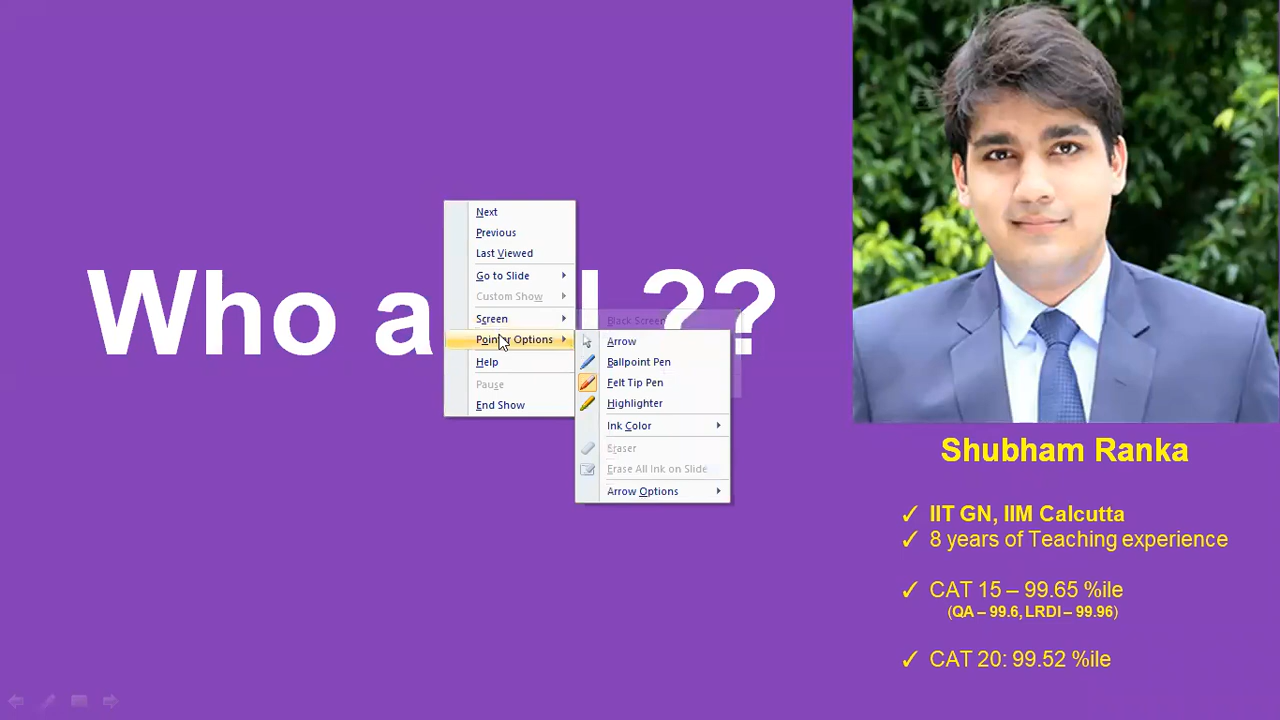 Who a I ??
Next
Previous
Last Viewed
Go to Slide
Custom Show
Screen
Pointer Options
Help
Pause
End Show
Black Screen
Arrow
Ballpoint Pen
Felt Tip Pen
Highlighter
Ink Color
Eraser
Erase All Ink on Slide
Arrow Options
Shubham Ranka
✓ IIT GN, IIM Calcutta
✓ 8 years of Teaching experience
✓ CAT 15 – 99.65 %ile
(QA – 99.6, LRDI – 99.96)
✓ CAT 20: 99.52 %ile